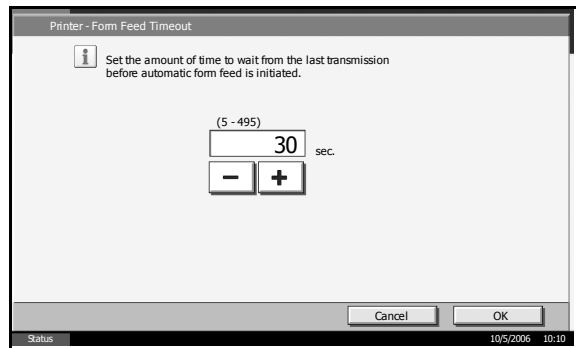 Printer - Form Feed Timeout
Set the amount of time to wait from the last transmission
before automatic form feed is initiated.
(5 - 495)
30 sec.
Cancel OK
Status 10/5/2006 10:10